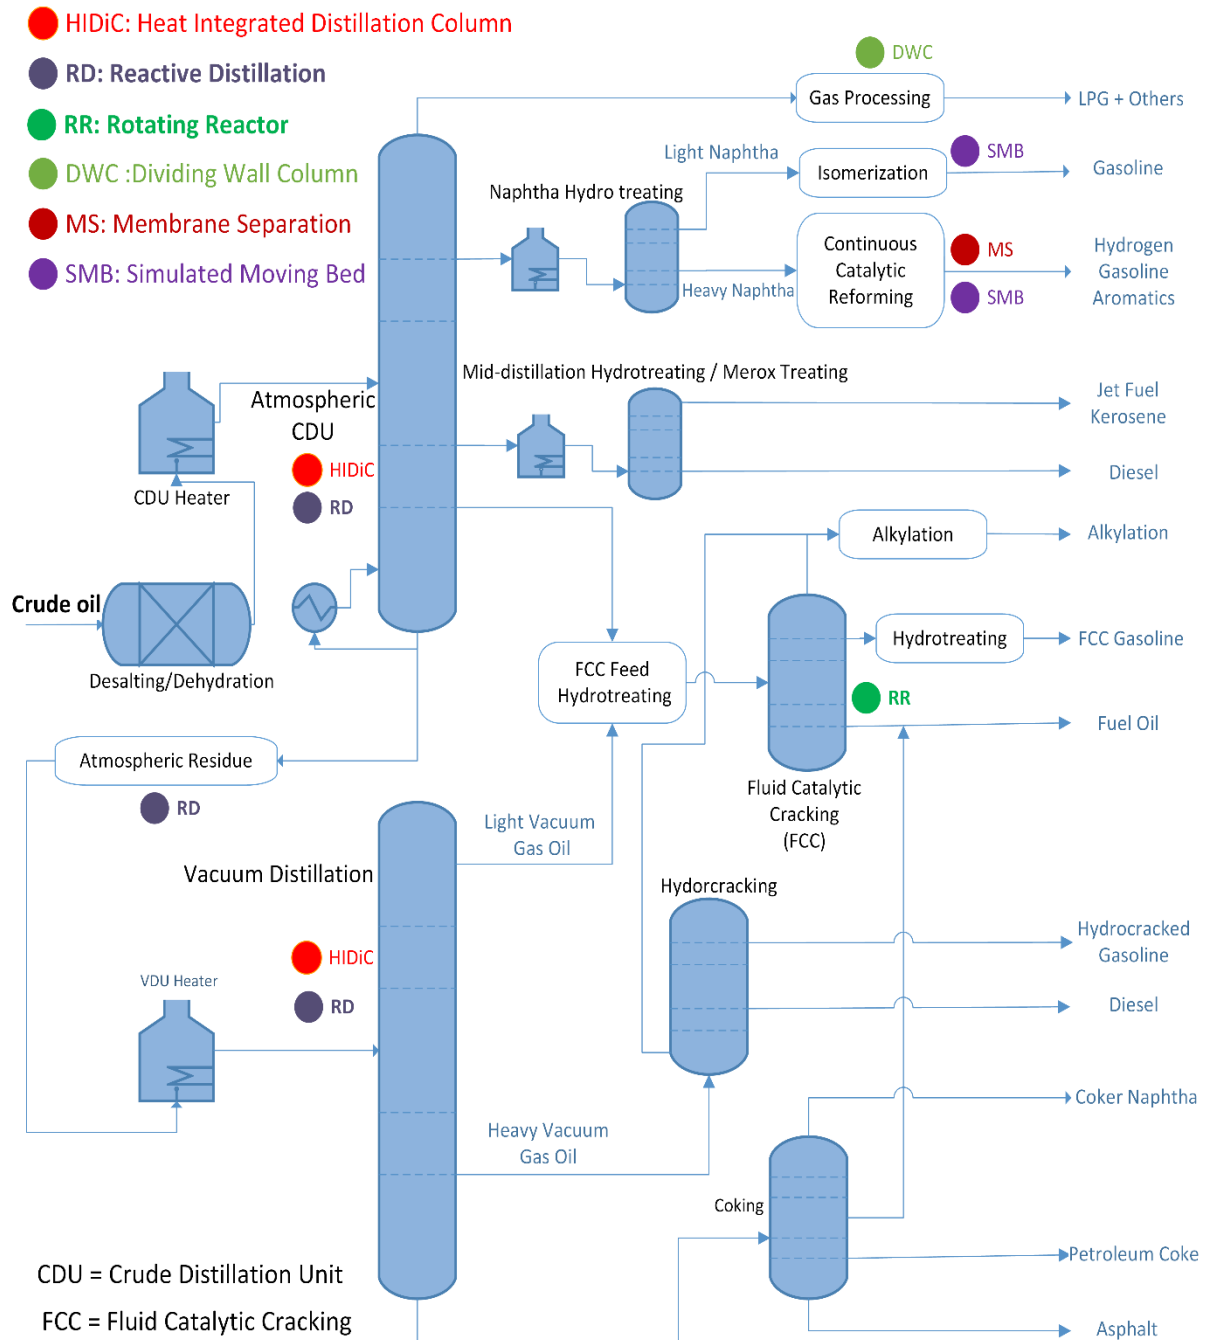 HIDiC: Heat Integrated Distillation Column
RD: Reactive Distillation
RR: Rotating Reactor
DWC :Dividing Wall Column
MS: Membrane Separation
SMB: Simulated Moving Bed
DWC
Gas Processing
LPG + Others
Light Naphtha
SMB
Isomerization
Gasoline
Naphtha Hydro treating
Continuous
Catalytic
Reforming
MS
SMB
Hydrogen
Gasoline
Aromatics
Heavy Naphtha
Mid-distillation Hydrotreating / Merox Treating
Jet Fuel
Kerosene
Diesel
Atmospheric
CDU
HIDiC
RD
CDU Heater
Alkylation
Alkylation
Crude oil
Desalting/Dehydration
Hydrotreating
FCC Gasoline
FCC Feed
Hydrotreating
RR
Fuel Oil
Atmospheric Residue
RD
Fluid Catalytic
Cracking
(FCC)
Light Vacuum
Gas Oil
Vacuum Distillation
Hydorcracking
HIDiC
RD
VDU Heater
Hydrocracked
Gasoline
Diesel
Coker Naphtha
Heavy Vacuum
Gas Oil
Coking
Petroleum Coke
CDU = Crude Distillation Unit
FCC = Fluid Catalytic Cracking
Asphalt